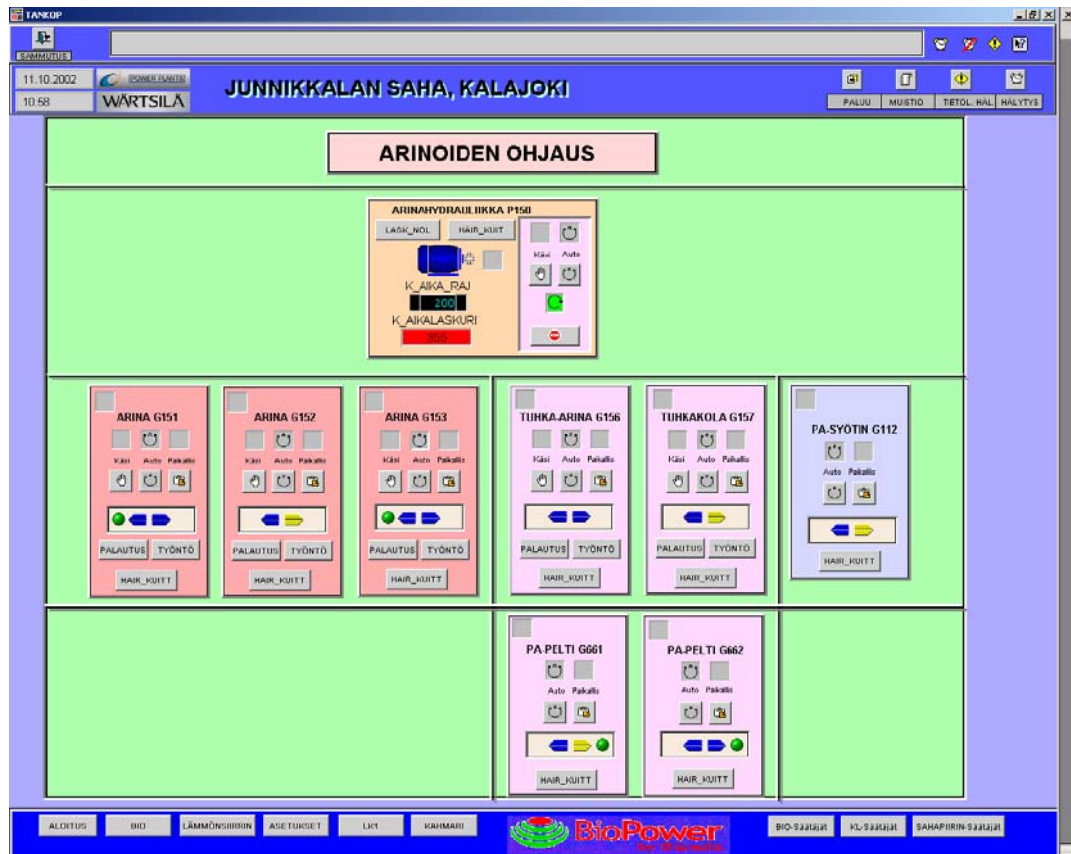 TANKOP
SAMMUTUS
11.10.2002 POWER PLANTS
10:58 WÄRTSILÄ
JUNNIKKALAN SAHA, KALAJOKI
PALUU MUISTIO TIETOL. HÄL. HÄLYTYS
ARINOIDEN OHJAUS
ARINAHYDRAULIIKKA P150
LASK_NOL HÄIR_KUIT
Käsi Auto
K_AIKA_RAJ
200
K_AIKALASKURI
ARINA G151 ARINA G152 ARINA G153 TUHKA-ARINA G156 TUHKAKOLA G157 PA-SYÖTIN G112
Käsi Auto Paikallis Käsi Auto Paikallis Käsi Auto Paikallis Käsi Auto Paikallis Käsi Auto Paikallis Auto Paikallis
PALAUTUS TYÖNTÖ PALAUTUS TYÖNTÖ PALAUTUS TYÖNTÖ PALAUTUS TYÖNTÖ PALAUTUS TYÖNTÖ
HAIR_KUITT HAIR_KUITT HAIR_KUITT HAIR_KUITT HAIR_KUITT HAIR_KUITT
PA-PELTI G661 PA-PELTI G662
Auto Paikallis Auto Paikallis
HAIR_KUITT HAIR_KUITT
ALOITUS BIO LÄMMÖNSIIRRIN ASETUKSET LK1 KAHMARI BioPower BIO-Säätäjät KL-Säätäjät SAHAPIIRIN-Säätäjät